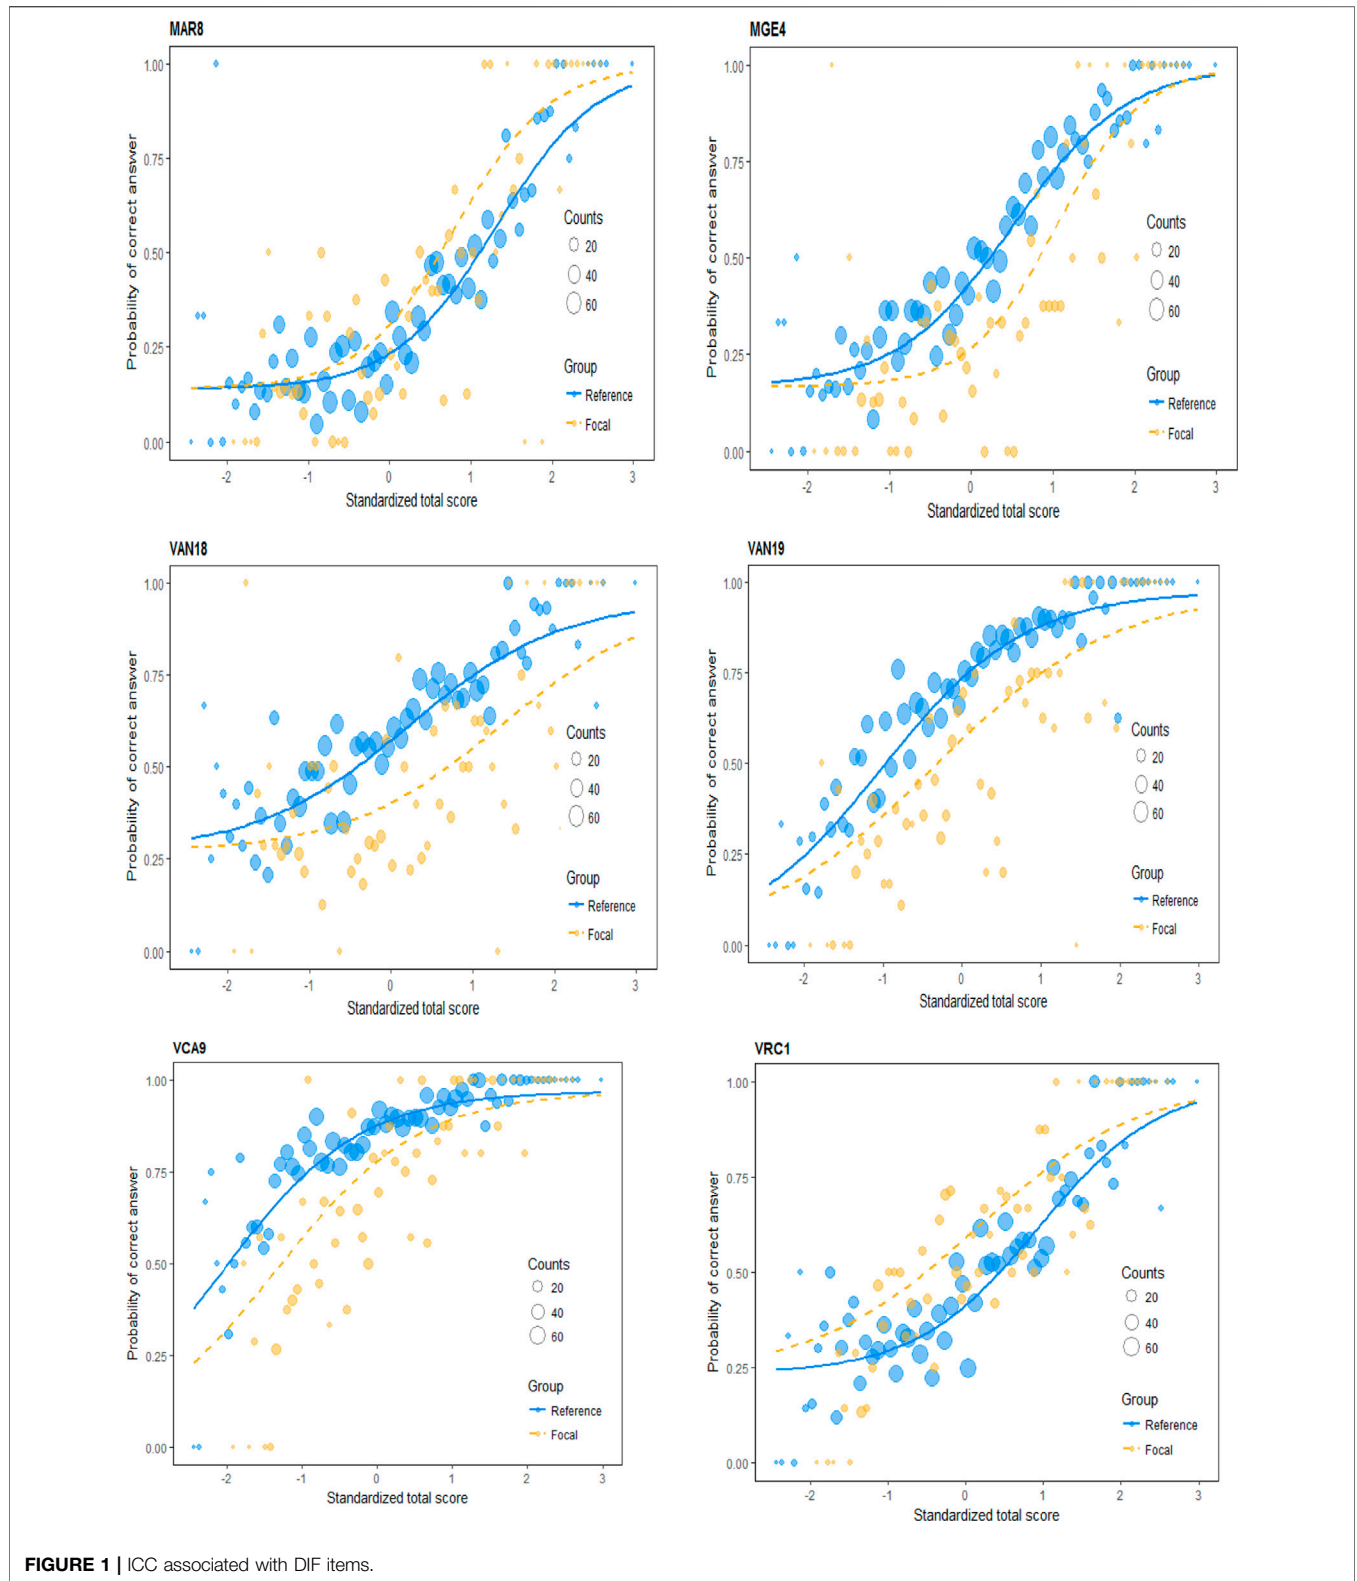 MAR8
Probability of correct answer
1.00
0.75
0.50
0.25
0.00
Counts
20
40
60
Group
Reference
Focal
-2 -1 0 1 2 3
Standardized total score
MGE4
Probability of correct answer
1.00
0.75
0.50
0.25
0.00
Counts
20
40
60
Group
Reference
Focal
-2 -1 0 1 2 3
Standardized total score
VAN18
Probability of correct answer
1.00
0.75
0.50
0.25
0.00
Counts
20
40
60
Group
Reference
Focal
-2 -1 0 1 2 3
Standardized total score
VAN19
Probability of correct answer
1.00
0.75
0.50
0.25
0.00
Counts
20
40
60
Group
Reference
Focal
-2 -1 0 1 2 3
Standardized total score
VCA9
Probability of correct answer
1.00
0.75
0.50
0.25
0.00
Counts
20
40
60
Group
Reference
Focal
-2 -1 0 1 2 3
Standardized total score
VRC1
Probability of correct answer
1.00
0.75
0.50
0.25
0.00
Counts
20
40
60
Group
Reference
Focal
-2 -1 0 1 2 3
Standardized total score
FIGURE 1 | ICC associated with DIF items.